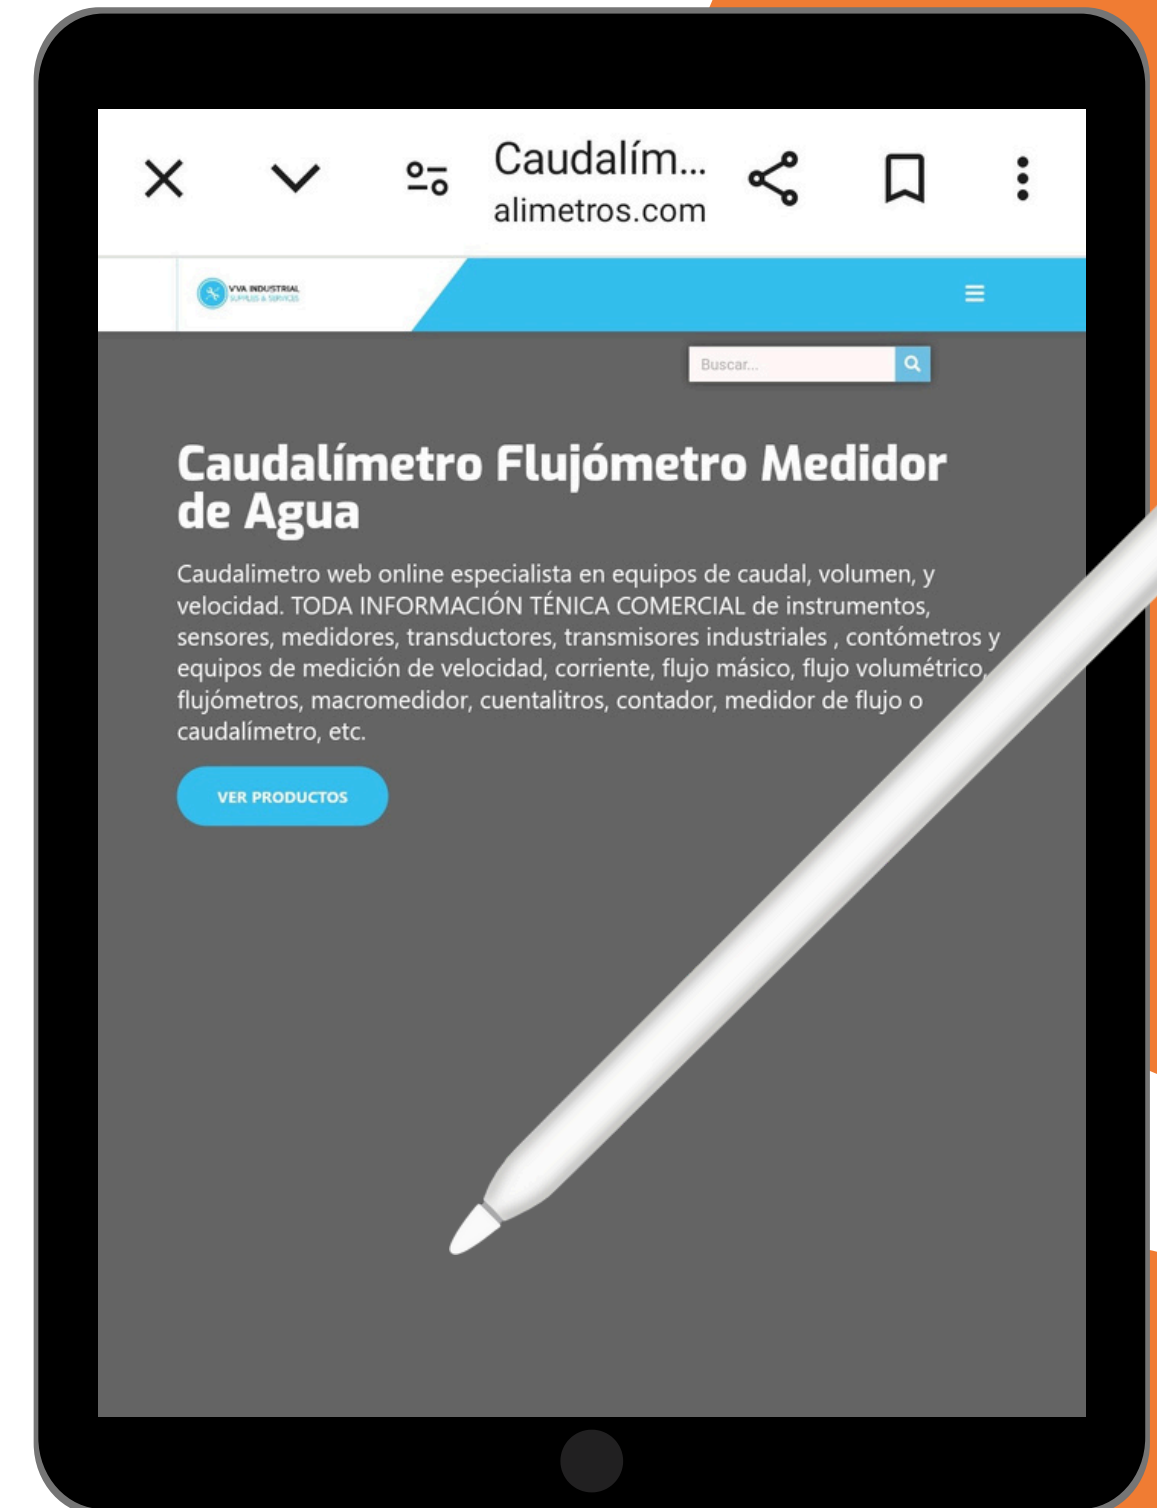 Caudalím...
alimetros.com
VVA INDUSTRIAL
SUPPLIES & SERVICES
Buscar...
Caudalímetro Flujómetro Medidor
de Agua
Caudalimetro web online especialista en equipos de caudal, volumen, y
velocidad. TODA INFORMACIÓN TÉNICA COMERCIAL de instrumentos,
sensores, medidores, transductores, transmisores industriales , contómetros y
equipos de medición de velocidad, corriente, flujo másico, flujo volumétrico,
flujómetros, macromedidor, cuentalitros, contador, medidor de flujo o
caudalímetro, etc.
VER PRODUCTOS